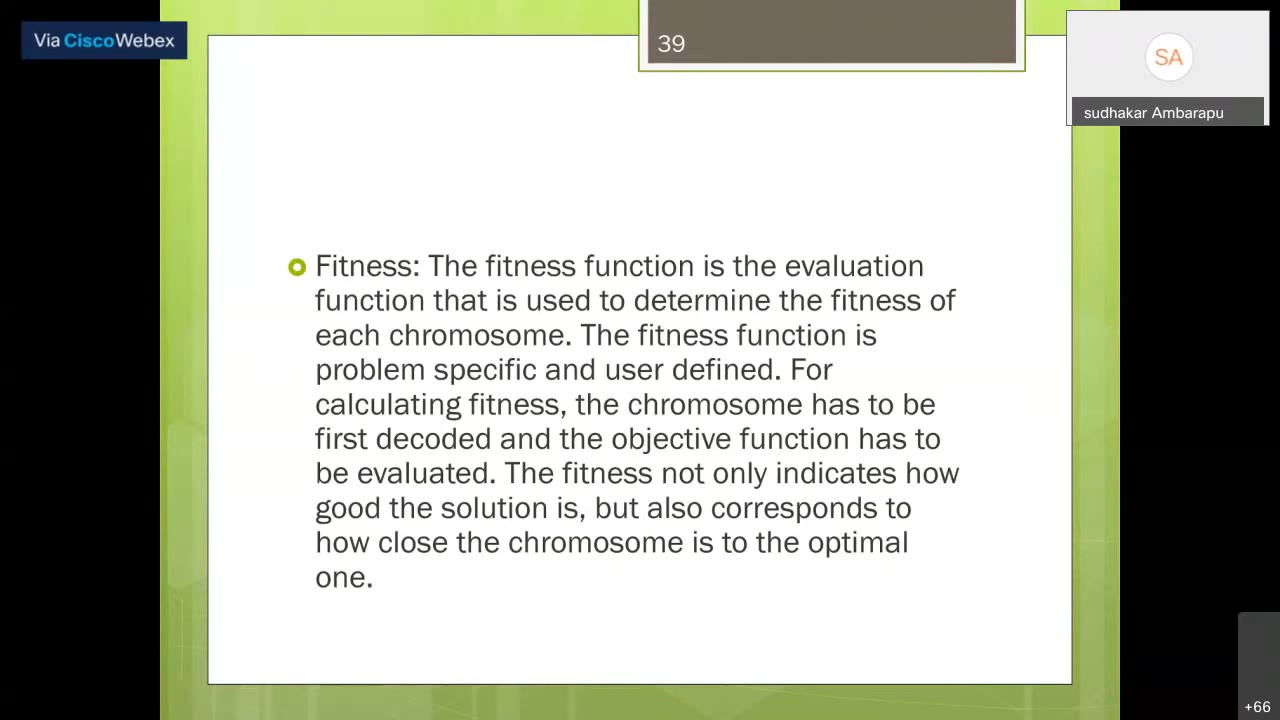 Via CiscoWebex
39
SA
sudhakar Ambarapu
Fitness: The fitness function is the evaluation
function that is used to determine the fitness of
each chromosome. The fitness function is
problem specific and user defined. For
calculating fitness, the chromosome has to be
first decoded and the objective function has to
be evaluated. The fitness not only indicates how
good the solution is, but also corresponds to
how close the chromosome is to the optimal
one.
+66